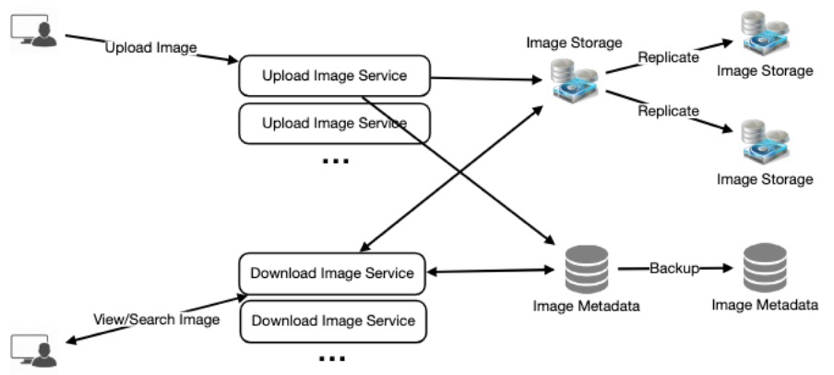 Upload Image
Upload Image Service
Upload Image Service
...
Image Storage
Replicate
Replicate
Image Storage
Image Storage
View/Search Image
Download Image Service
Download Image Service
...
Image Metadata
Backup
Image Metadata